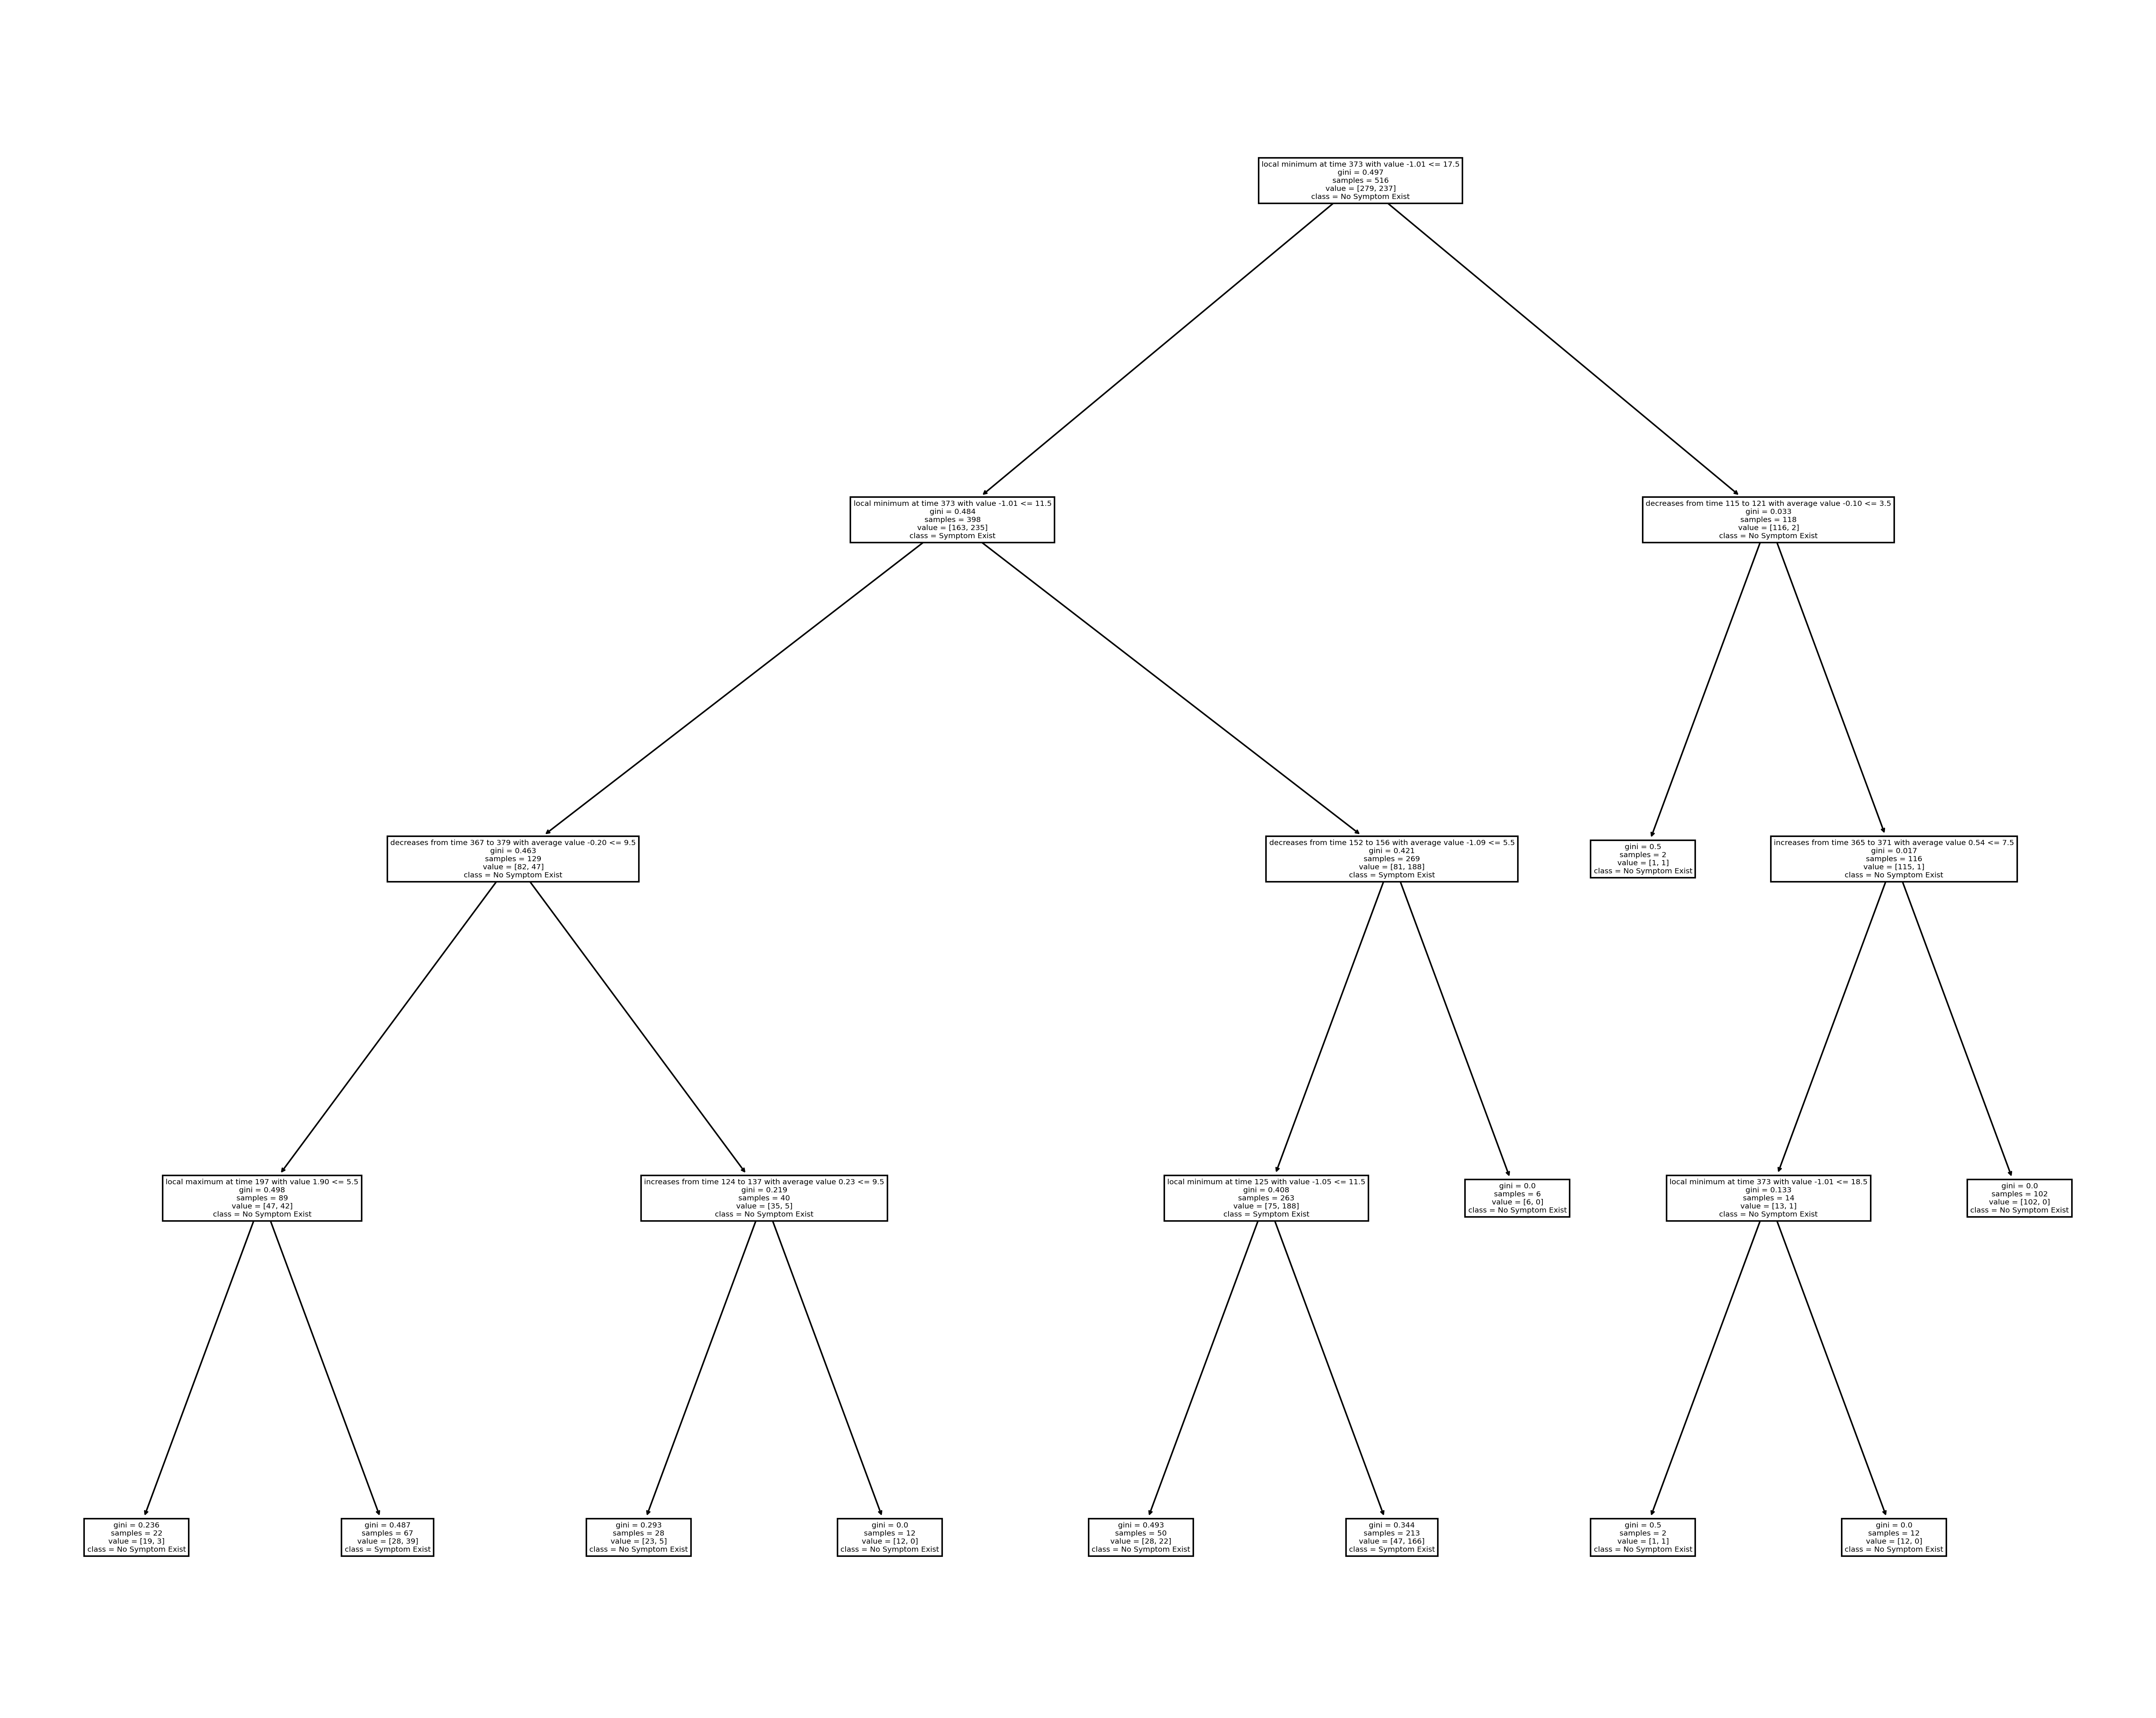 local minimum at time 373 with value -1.01 <= 17.5
gini = 0.497
samples = 516
value = [279, 237]
class = No Symptom Exist
local minimum at time 373 with value -1.01 <= 11.5
gini = 0.484
samples = 398
value = [163, 235]
class = Symptom Exist
decreases from time 115 to 121 with average value -0.10 <= 3.5
gini = 0.033
samples = 118
value = [116, 2]
class = No Symptom Exist
decreases from time 367 to 379 with average value -0.20 <= 9.5
gini = 0.463
samples = 129
value = [82, 47]
class = No Symptom Exist
decreases from time 152 to 156 with average value -1.09 <= 5.5
gini = 0.421
samples = 269
value = [81, 188]
class = Symptom Exist
gini = 0.5
samples = 2
value = [1, 1]
class = No Symptom Exist
increases from time 365 to 371 with average value 0.54 <= 7.5
gini = 0.017
samples = 116
value = [115, 1]
class = No Symptom Exist
local maximum at time 197 with value 1.90 <= 5.5
gini = 0.498
samples = 89
value = [47, 42]
class = No Symptom Exist
increases from time 124 to 137 with average value 0.23 <= 9.5
gini = 0.219
samples = 40
value = [35, 5]
class = No Symptom Exist
local minimum at time 125 with value -1.05 <= 11.5
gini = 0.408
samples = 263
value = [75, 188]
class = Symptom Exist
gini = 0.0
samples = 6
value = [6, 0]
class = No Symptom Exist
local minimum at time 373 with value -1.01 <= 18.5
gini = 0.133
samples = 14
value = [13, 1]
class = No Symptom Exist
gini = 0.0
samples = 102
value = [102, 0]
class = No Symptom Exist
gini = 0.236
samples = 22
value = [19, 3]
class = No Symptom Exist
gini = 0.487
samples = 67
value = [28, 39]
class = Symptom Exist
gini = 0.293
samples = 28
value = [23, 5]
class = No Symptom Exist
gini = 0.0
samples = 12
value = [12, 0]
class = No Symptom Exist
gini = 0.493
samples = 50
value = [28, 22]
class = No Symptom Exist
gini = 0.344
samples = 213
value = [47, 166]
class = Symptom Exist
gini = 0.5
samples = 2
value = [1, 1]
class = No Symptom Exist
gini = 0.0
samples = 12
value = [12, 0]
class = No Symptom Exist